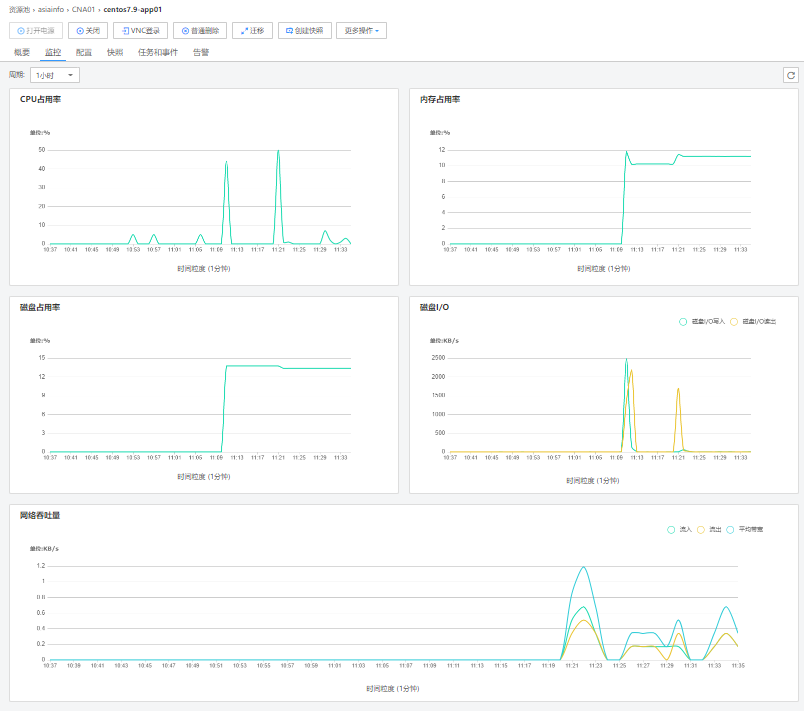 资源池 › asiainfo › CNA01 › centos7.9-app01
打开电源 关闭 VNC登录 普通删除 迁移 创建快照 更多操作
概要 监控 配置 快照 任务和事件 告警
周期: 1小时
CPU占用率
单位:%
50
40
30
20
10
0
10:37 10:41 10:45 10:49 10:53 10:57 11:01 11:05 11:09 11:13 11:17 11:21 11:25 11:29 11:33
时间粒度 (1分钟)
内存占用率
单位:%
12
10
8
6
4
2
0
10:37 10:41 10:45 10:49 10:53 10:57 11:01 11:05 11:09 11:13 11:17 11:21 11:25 11:29 11:33
时间粒度 (1分钟)
磁盘占用率
单位:%
15
12
9
6
3
0
10:37 10:41 10:45 10:49 10:53 10:57 11:01 11:05 11:09 11:13 11:17 11:21 11:25 11:29 11:33
时间粒度 (1分钟)
磁盘I/O
磁盘I/O写入 磁盘I/O读出
单位:KB/s
2500
2000
1500
1000
500
0
10:37 10:41 10:45 10:49 10:53 10:57 11:01 11:05 11:09 11:13 11:17 11:21 11:25 11:29 11:33
时间粒度 (1分钟)
网络吞吐量
流入 流出 平均带宽
单位:KB/s
1.2
1
0.8
0.6
0.4
0.2
0
10:37 10:39 10:41 10:43 10:45 10:47 10:49 10:51 10:53 10:55 10:57 10:59 11:01 11:03 11:05 11:07 11:09 11:11 11:13 11:15 11:17 11:19 11:21 11:23 11:25 11:27 11:29 11:31 11:33 11:35
时间粒度 (1分钟)